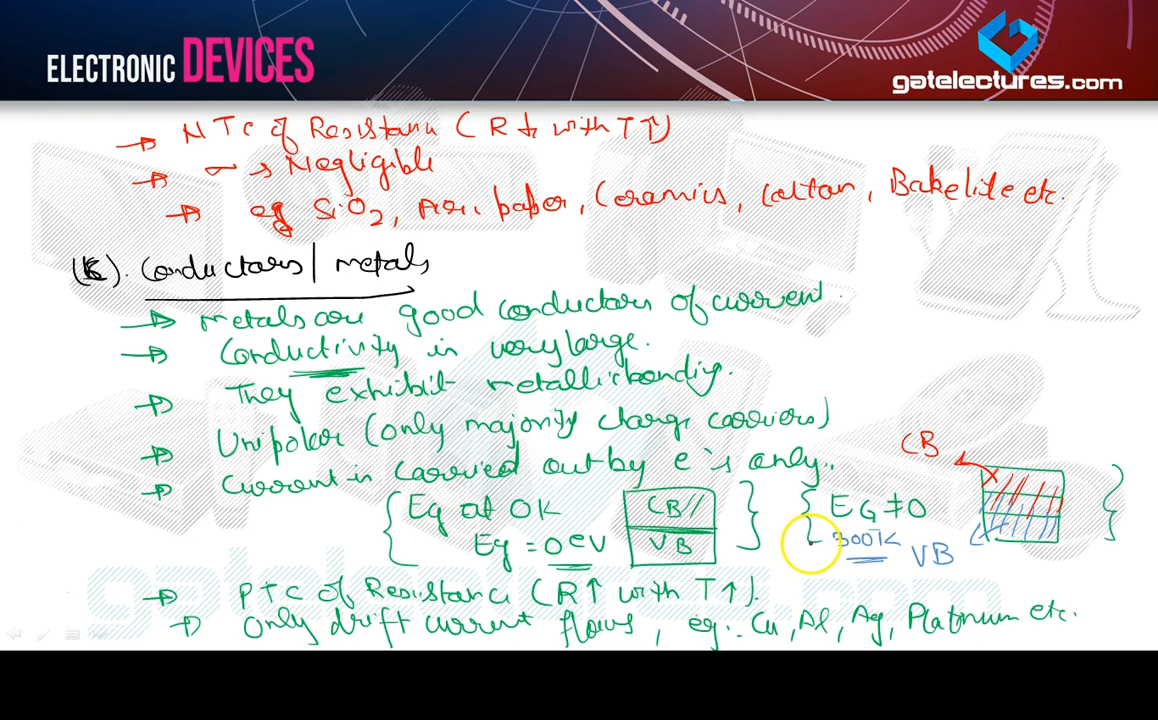 ELECTRONIC DEVICES
gatelectures.com
→ NTC of Resistance (R↓ with T↑)
→ σ → Negligible
→ eg SiO2, Air, paper, Ceramics, Cotton, Bakelite etc.
Conductors | metals
→ Metals are good conductors of current.
→ Conductivity is very large.
→ They exhibit metallic bonding.
→ Unipolar (only majority charge carriers)
→ Current is carried out by e⁻s only.
CB
{ Eg at 0K CB }
Eg = 0 eV VB
{ EG ≠ 0 }
300K VB
→ PTC of Resistance (R↑ with T↑).
→ Only drift current flows, eg:- Cu, Al, Ag, Platinum etc.